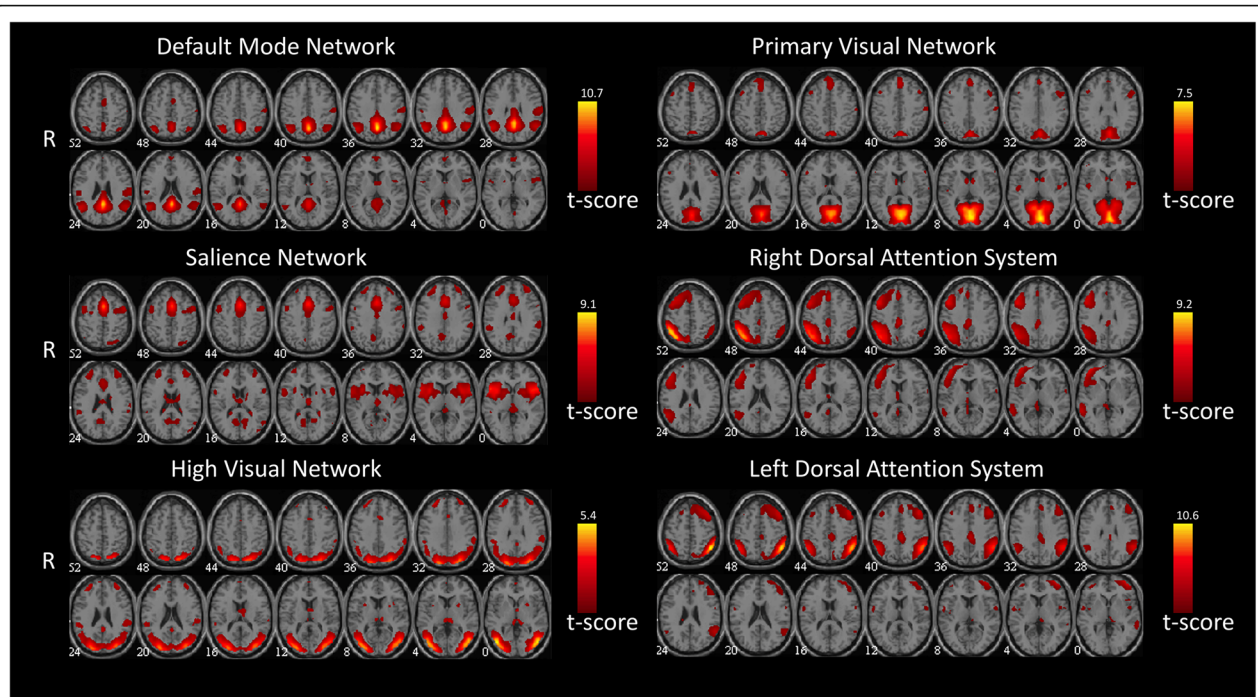 Default Mode Network
10.7
R
52 48 44 40 36 32 28
24 20 16 12 8 4 0
t-score
Primary Visual Network
7.5
52 48 44 40 36 32 28
24 20 16 12 8 4 0
t-score
Salience Network
9.1
R
52 48 44 40 36 32 28
24 20 16 12 8 4 0
t-score
Right Dorsal Attention System
9.2
52 48 44 40 36 32 28
24 20 16 12 8 4 0
t-score
High Visual Network
5.4
R
52 48 44 40 36 32 28
24 20 16 12 8 4 0
t-score
Left Dorsal Attention System
10.6
52 48 44 40 36 32 28
24 20 16 12 8 4 0
t-score